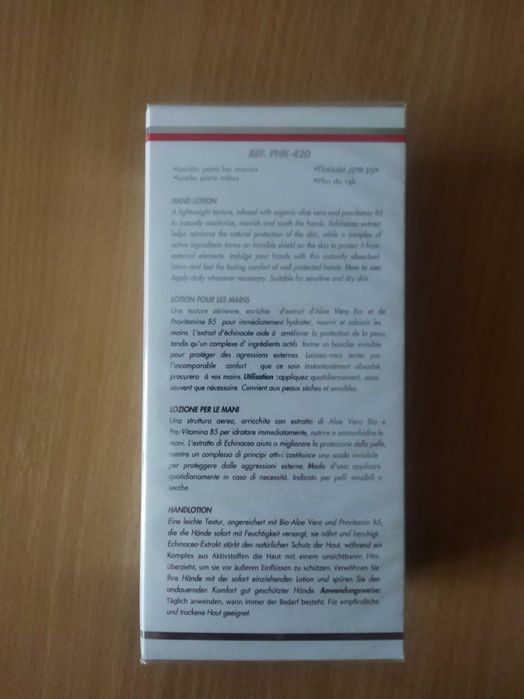 REF. PNK-420
•Loción para las manos
•Лосьон для рук
•Loção para mãos
•Płin do rąk
HAND LOTION
A lightweight texture, infused with organic aloe vera and provitamin B5
to instantly moisturise, nourish and sooth the hands. Echinacea extract
helps reinforce the natural protection of the skin, while a complex of
active ingredients forms an invisible shield on the skin to protect it from
external elements. Indulge your hands with this instantly absorbed
lotion and feel the lasting comfort of well protected hands. How to use:
Apply daily whenever necessary. Suitable for sensitive and dry skin.
LOTION POUR LES MAINS
Une texture aérienne, enrichie d'extrait d'Aloe Vera Bio et de
Provitamine B5 pour immédiatement hydrater, nourrir et adoucir les
mains. L'extrait d'échinacée aide à améliorer la protection de la peau,
tandis qu'un complexe d' ingrédients actifs forme un bouclier invisible
pour protéger des agressions externes. Laissez-vous tenter par
l'incomparable confort que ce soin instantanément absorbé
procurera à vos mains. Utilisation :appliquez quotidiennement, aussi
souvent que nécessaire. Convient aux peaux sèches et sensibles.
LOZIONE PER LE MANI
Una struttura aerea, arricchita con estratto di Aloe Vera Bio e
Pro-Vitamina B5 per idratare immediatamente, nutrire e ammorbidire le
mani. L'estratto di Echinacea aiuta a migliorare la protezione della pelle,
mentre un complesso di principi attivi costituisce uno scudo invisibile
per proteggere dalle aggressioni esterne. Modo d'uso: applicare
quotidianamente in caso di necessità. Indicato per pelli sensibili e
secche.
HANDLOTION
Eine leichte Textur, angereichert mit Bio-Aloe Vera und Provitamin B5,
die die Hände sofort mit Feuchtigkeit versorgt, sie nährt und beruhigt.
Echinacea-Extrakt stärkt den natürlichen Schutz der Haut, während ein
Komplex aus Aktivstoffen die Haut mit einem unsichtbaren Film
überzieht, um sie vor äußeren Einflüssen zu schützen. Verwöhnen Sie
Ihre Hände mit der sofort einziehenden Lotion und spüren Sie den
andauernden Komfort gut geschützter Hände. Anwendungsweise:
Täglich anwenden, wann immer der Bedarf besteht. Für empfindliche
und trockene Haut geeignet.